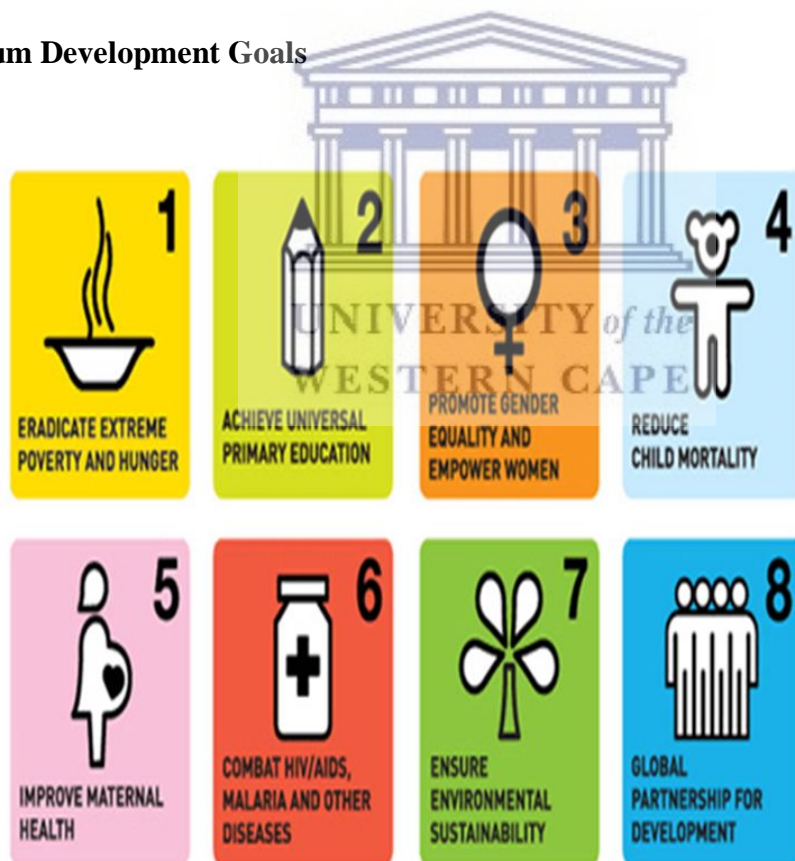 um Development Goals
1
ERADICATE EXTREME
POVERTY AND HUNGER
2
ACHIEVE UNIVERSAL
PRIMARY EDUCATION
3
PROMOTE GENDER
EQUALITY AND
EMPOWER WOMEN
4
REDUCE
CHILD MORTALITY
UNIVERSITY of the
WESTERN CAPE
5
IMPROVE MATERNAL
HEALTH
6
COMBAT HIV/AIDS,
MALARIA AND OTHER
DISEASES
7
ENSURE
ENVIRONMENTAL
SUSTAINABILITY
8
GLOBAL
PARTNERSHIP FOR
DEVELOPMENT